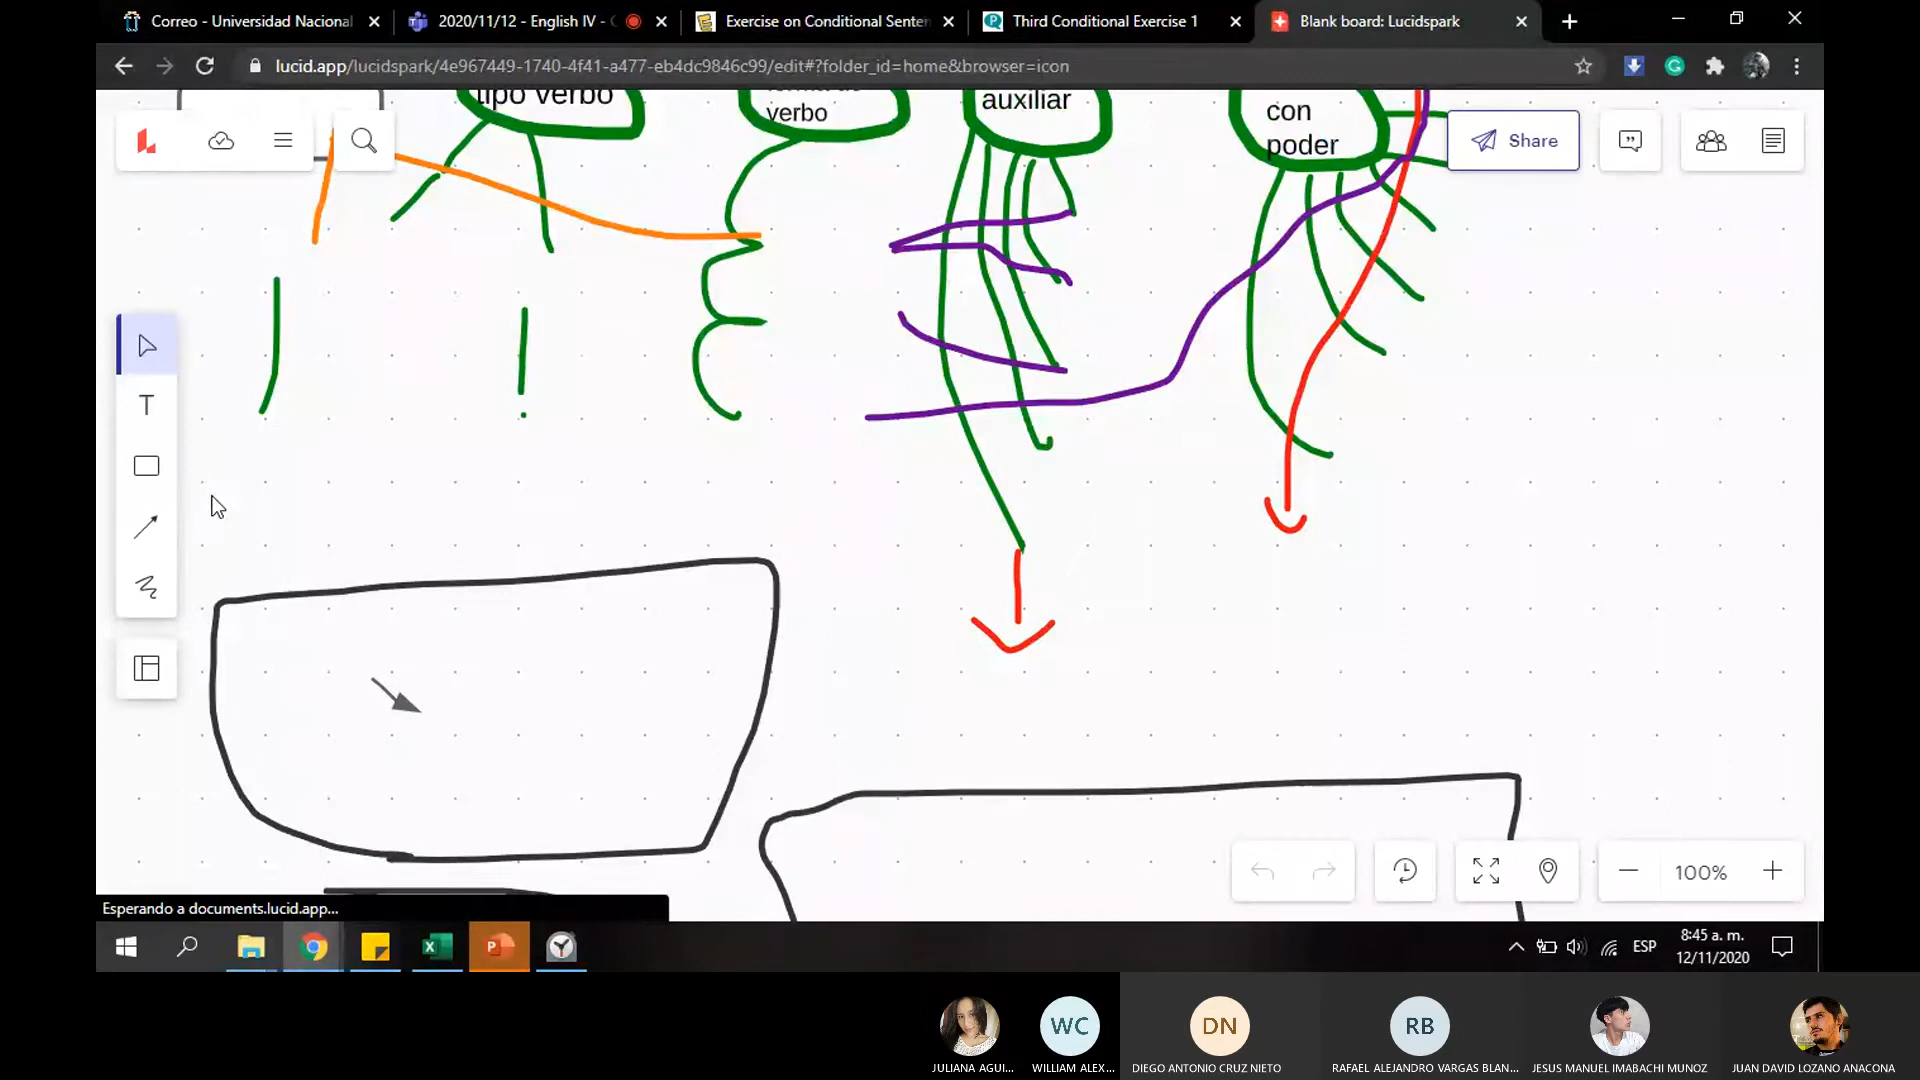 Correo - Universidad Nacional
2020/11/12 - English IV - 
Exercise on Conditional Senten
Third Conditional Exercise 1
Blank board: Lucidspark
lucid.app/lucidspark/4e967449-1740-4f41-a477-eb4dc9846c99/edit#?folder_id=home&browser=icon
tipo verbo
verbo
auxiliar
con
poder
Share
T
100%
Esperando a documents.lucid.app...
ESP
8:45 a. m.
12/11/2020
WC
DN
RB
JULIANA AGUI...
WILLIAM ALEX...
DIEGO ANTONIO CRUZ NIETO
RAFAEL ALEJANDRO VARGAS BLAN...
JESUS MANUEL IMABACHI MUNOZ
JUAN DAVID LOZANO ANACONA